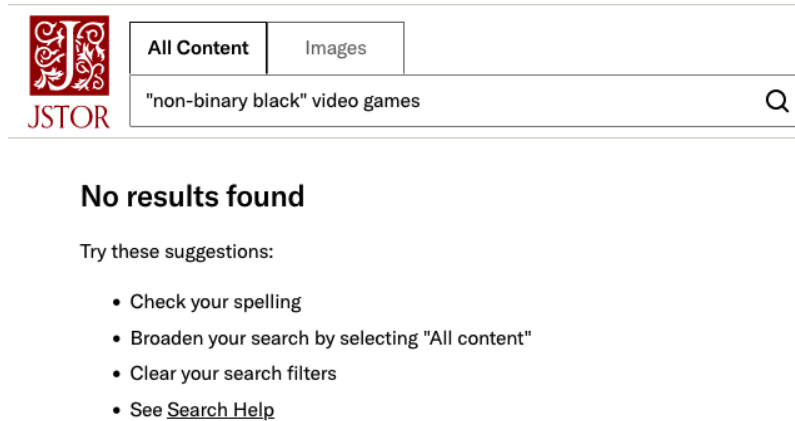 All Content
Images
JSTOR
"non-binary black" video games
No results found
Try these suggestions:
• Check your spelling
• Broaden your search by selecting "All content"
• Clear your search filters
• See Search Help